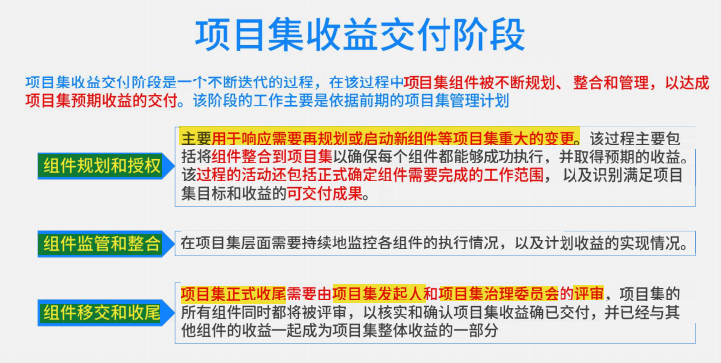 项目集收益交付阶段
项目集收益交付阶段是一个不断迭代的过程，在该过程中项目集组件被不断规划、整合和管理，以达成
项目集预期收益的交付。该阶段的工作主要是依据前期的项目集管理计划
组件规划和授权
主要用于响应需要再规划或启动新组件等项目集重大的变更。该过程主要包
括将组件整合到项目集以确保每个组件都能够成功执行，并取得预期的收益。
该过程的活动还包括正式确定组件需要完成的工作范围，以及识别满足项目
集目标和收益的可交付成果。
组件监管和整合
在项目集层面需要持续地监控各组件的执行情况，以及计划收益的实现情况。
组件移交和收尾
项目集正式收尾需要由项目集发起人和项目集治理委员会的评审，项目集的
所有组件同时都将被评审，以核实和确认项目集收益确已交付，并已经与其
他组件的收益一起成为项目集整体收益的一部分